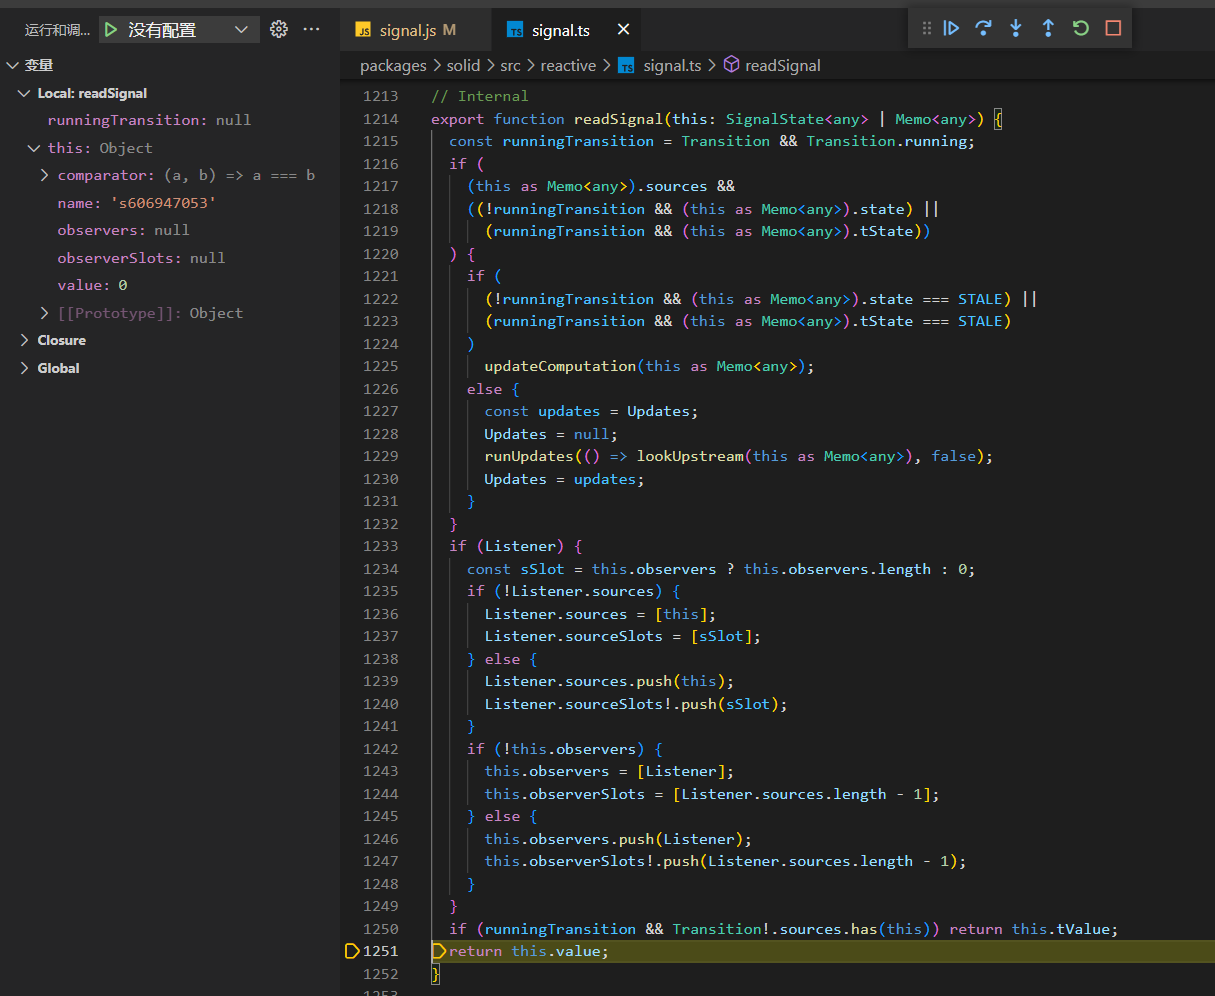 运行和调... 没有配置 ...
变量
Local: readSignal
runningTransition: null
this: Object
comparator: (a, b) => a === b
name: 's606947053'
observers: null
observerSlots: null
value: 0
[[Prototype]]: Object
Closure
Global
JS signal.js M TS signal.ts
packages > solid > src > reactive > TS signal.ts > readSignal
1213 // Internal
1214 export function readSignal(this: SignalState<any> | Memo<any>) {
1215 const runningTransition = Transition && Transition.running;
1216 if (
1217 (this as Memo<any>).sources &&
1218 ((!runningTransition && (this as Memo<any>).state) ||
1219 (runningTransition && (this as Memo<any>).tState))
1220 ) {
1221 if (
1222 (!runningTransition && (this as Memo<any>).state === STALE) ||
1223 (runningTransition && (this as Memo<any>).tState === STALE)
1224 )
1225 updateComputation(this as Memo<any>);
1226 else {
1227 const updates = Updates;
1228 Updates = null;
1229 runUpdates(() => lookUpstream(this as Memo<any>), false);
1230 Updates = updates;
1231 }
1232 }
1233 if (Listener) {
1234 const sSlot = this.observers ? this.observers.length : 0;
1235 if (!Listener.sources) {
1236 Listener.sources = [this];
1237 Listener.sourceSlots = [sSlot];
1238 } else {
1239 Listener.sources.push(this);
1240 Listener.sourceSlots!.push(sSlot);
1241 }
1242 if (!this.observers) {
1243 this.observers = [Listener];
1244 this.observerSlots = [Listener.sources.length - 1];
1245 } else {
1246 this.observers.push(Listener);
1247 this.observerSlots!.push(Listener.sources.length - 1);
1248 }
1249 }
1250 if (runningTransition && Transition!.sources.has(this)) return this.tValue;
1251 return this.value;
1252 }
1253